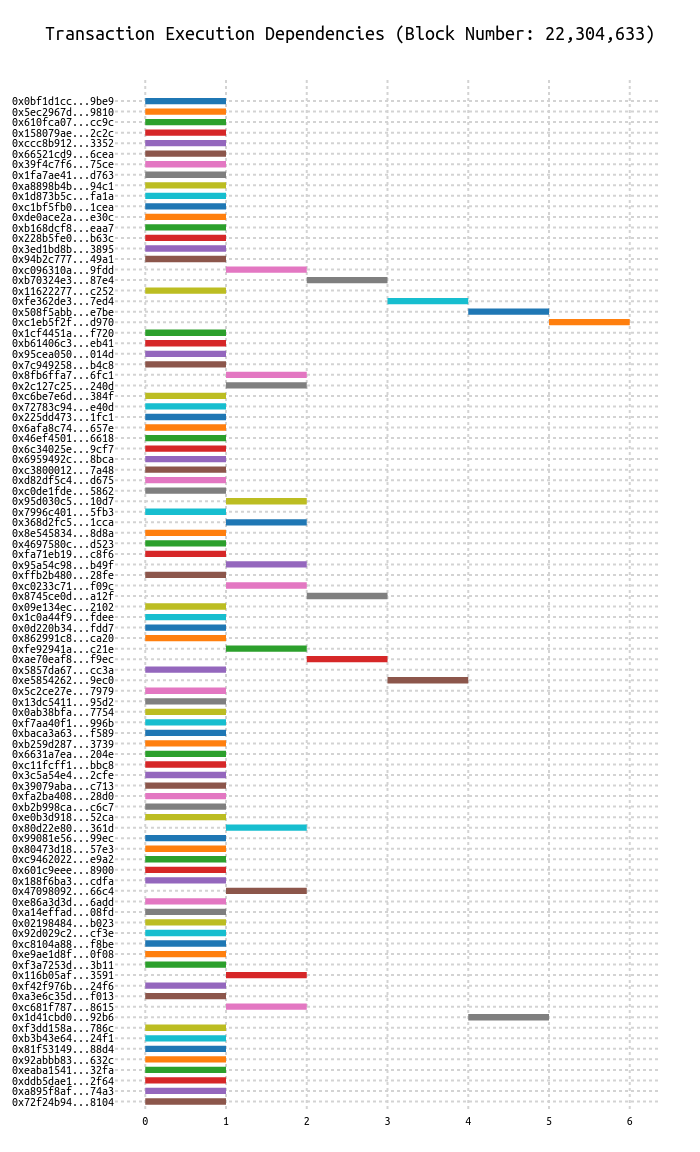 Transaction Execution Dependencies (Block Number: 22,304,633)
0x0bf1d1cc...9be9
0x5ec2967d...9810
0x610fca07...cc9c
0x158079ae...2c2c
0xccc8b912...3352
0x66521cd9...6cea
0x39f4c7f6...75ce
0x1fa7ae41...d763
0xa8898b4b...94c1
0x1d873b5c...fa1a
0xc1bf5fb0...1cea
0xde0ace2a...e30c
0xb168dcf8...eaa7
0x228b5fe0...b63c
0x3ed1bd8b...3895
0x94b2c777...49a1
0xc096310a...9fdd
0xb70324e3...87e4
0x11622277...c252
0xfe362de3...7ed4
0x508f5abb...e7be
0xc1eb5f2f...d970
0x1cf4451a...f720
0xb61406c3...eb41
0x95cea050...014d
0x7c949258...b4c8
0x8fb6ffa7...6fc1
0x2c127c25...240d
0xc6be7e6d...384f
0x72783c94...e40d
0x225dd473...1fc1
0x6afa8c74...657e
0x46ef4501...6618
0x6c34025e...9cf7
0x6959492c...8bca
0xc3800012...7a48
0xd82df5c4...d675
0xc0de1fde...5862
0x95d030c5...10d7
0x7996c401...5fb3
0x368d2fc5...1cca
0x8e545834...8d8a
0x4697580c...d523
0xfa71eb19...c8f6
0x95a54c98...b49f
0xffb2b480...28fe
0xc0233c71...f09c
0x8745ce0d...a12f
0x09e134ec...2102
0x1c0a44f9...fdee
0x0d220b34...fdd7
0x862991c8...ca20
0xfe92941a...c21e
0xae70eaf8...f9ec
0x5857da67...cc3a
0xe5854262...9ec0
0x5c2ce27e...7979
0x13dc5411...95d2
0x0ab38bfa...7754
0xf7aa40f1...996b
0xbaca3a63...f589
0xb259d287...3739
0x6631a7ea...204e
0xc11fcff1...bbc8
0x3c5a54e4...2cfe
0x39079aba...c713
0xfa2ba408...28d0
0xb2b998ca...c6c7
0xe0b3d918...52ca
0x80d22e80...361d
0x99081e56...99ec
0x80473d18...57e3
0xc9462022...e9a2
0x601c9eee...8900
0x188f6ba3...cdfa
0x47098092...66c4
0xe86a3d3d...6add
0xa14effad...08fd
0x02198484...b023
0x92d029c2...cf3e
0xc8104a88...f8be
0xe9ae1d8f...0f08
0xf3a7253d...3b11
0x116b05af...3591
0xf42f976b...24f6
0xa3e6c35d...f013
0xc681f787...8615
0x1d41cbd0...92b6
0xf3dd158a...786c
0xb3b43e64...24f1
0x81f53149...88d4
0x92abbb83...632c
0xeaba1541...32fa
0xddb5dae1...2f64
0xa895f8af...74a3
0x72f24b94...8104
0 1 2 3 4 5 6